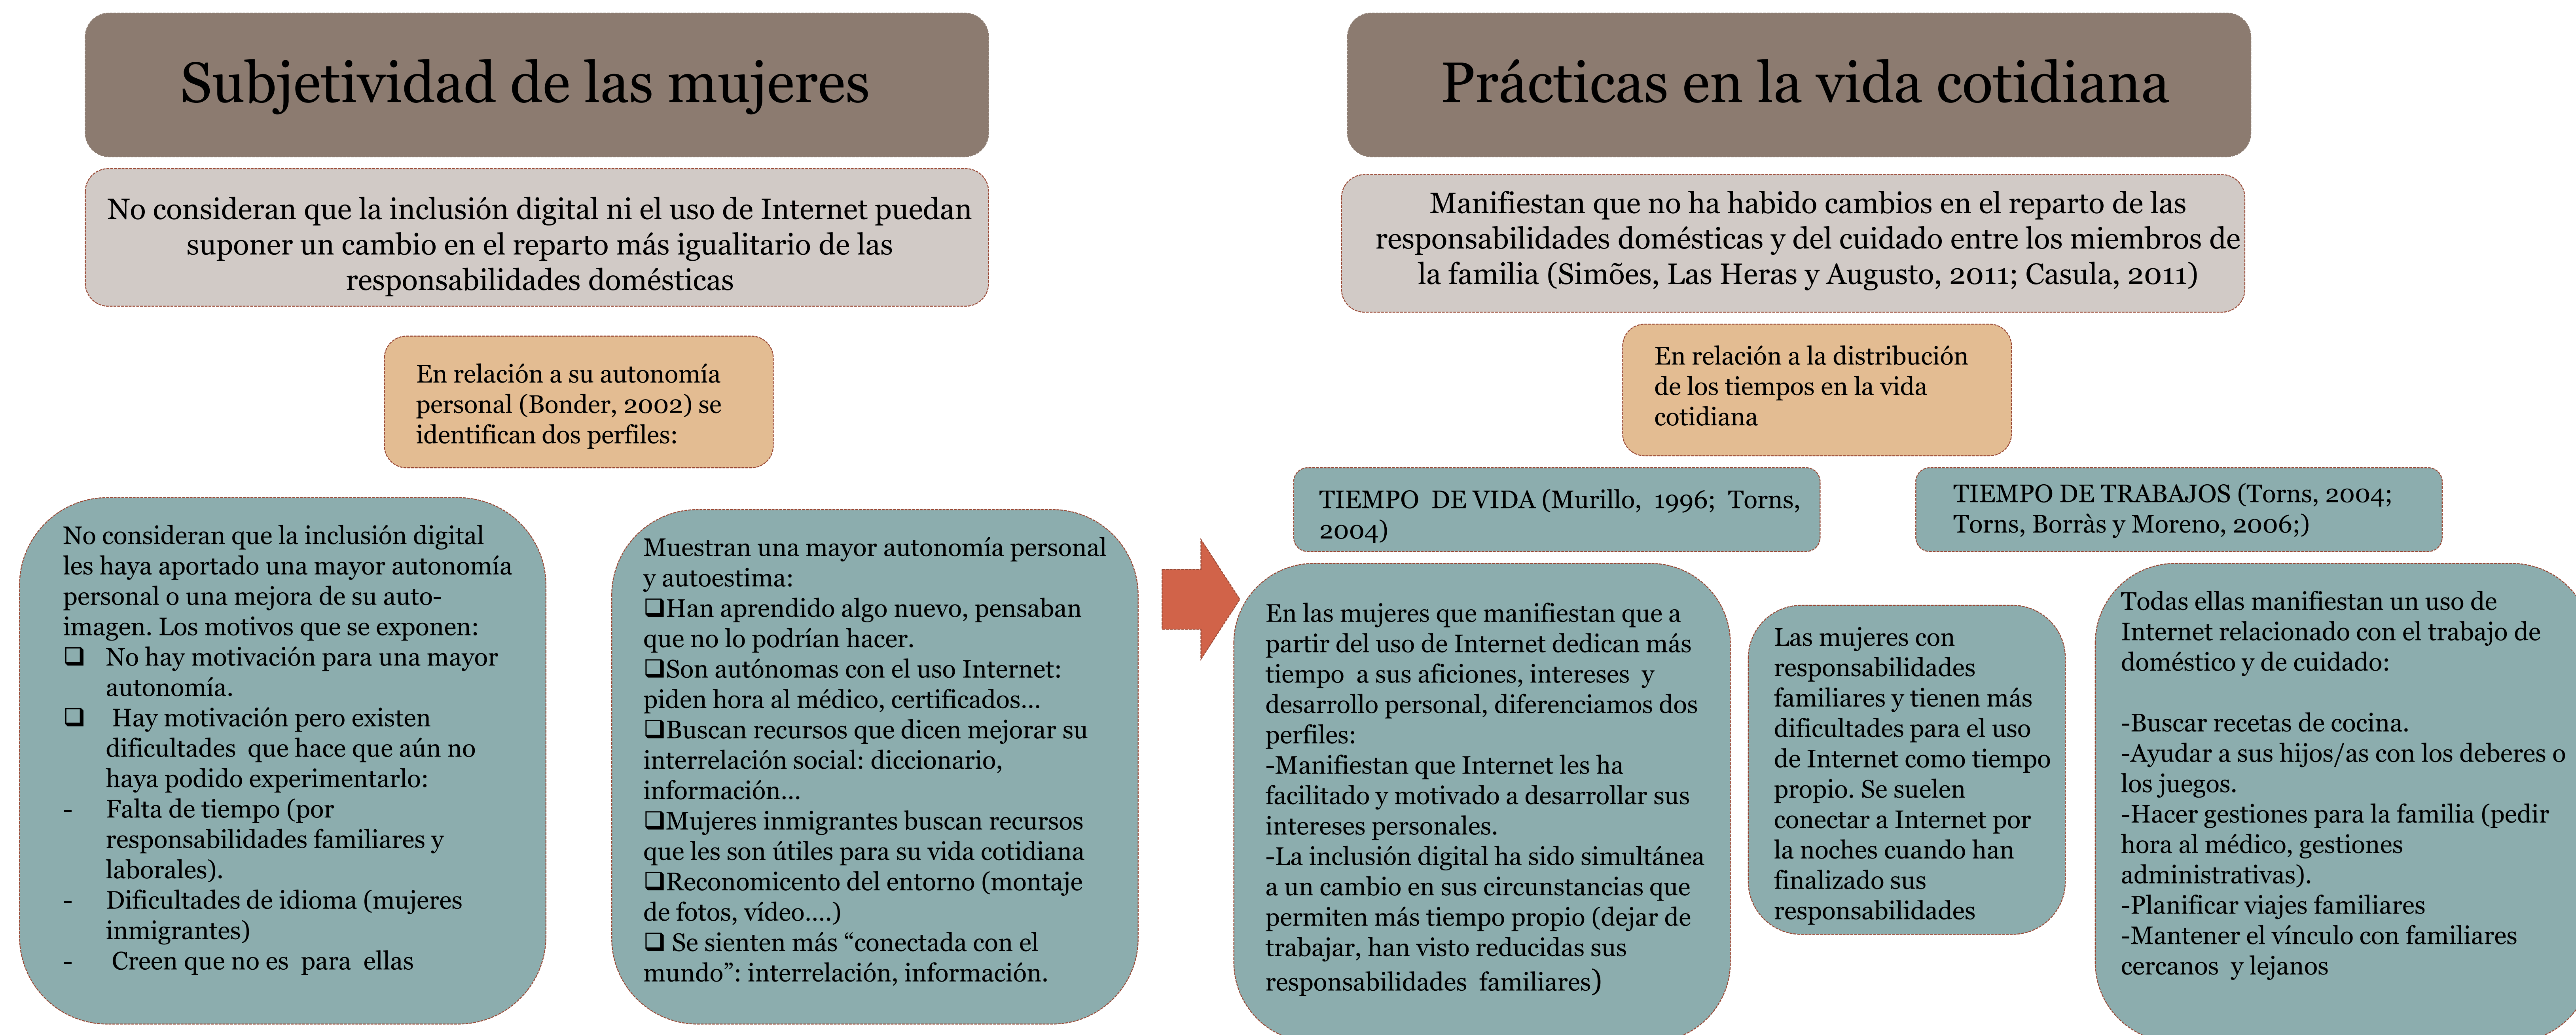 Subjetividad de las mujeres
No consideran que la inclusión digital ni el uso de Internet puedan
suponer un cambio en el reparto más igualitario de las
responsabilidades domésticas
En relación a su autonomía
personal (Bonder, 2002) se
identifican dos perfiles:
No consideran que la inclusión digital
les haya aportado una mayor autonomía
personal o una mejora de su auto-
imagen. Los motivos que se exponen:
❑ No hay motivación para una mayor
autonomía.
❑ Hay motivación pero existen
dificultades que hace que aún no
haya podido experimentarlo:
- Falta de tiempo (por
responsabilidades familiares y
laborales).
- Dificultades de idioma (mujeres
inmigrantes)
- Creen que no es para ellas
Muestran una mayor autonomía personal
y autoestima:
❑Han aprendido algo nuevo, pensaban
que no lo podrían hacer.
❑Son autónomas con el uso Internet:
piden hora al médico, certificados...
❑Buscan recursos que dicen mejorar su
interrelación social: diccionario,
información...
❑Mujeres inmigrantes buscan recursos
que les son útiles para su vida cotidiana
❑Reconomicento del entorno (montaje
de fotos, vídeo....)
❑ Se sienten más “conectada con el
mundo”: interrelación, información.
Prácticas en la vida cotidiana
Manifiestan que no ha habido cambios en el reparto de las
responsabilidades domésticas y del cuidado entre los miembros de
la familia (Simões, Las Heras y Augusto, 2011; Casula, 2011)
En relación a la distribución
de los tiempos en la vida
cotidiana
TIEMPO DE VIDA (Murillo, 1996; Torns,
2004)
En las mujeres que manifiestan que a
partir del uso de Internet dedican más
tiempo a sus aficiones, intereses y
desarrollo personal, diferenciamos dos
perfiles:
-Manifiestan que Internet les ha
facilitado y motivado a desarrollar sus
intereses personales.
-La inclusión digital ha sido simultánea
a un cambio en sus circunstancias que
permiten más tiempo propio (dejar de
trabajar, han visto reducidas sus
responsabilidades familiares)
Las mujeres con
responsabilidades
familiares y tienen más
dificultades para el uso
de Internet como tiempo
propio. Se suelen
conectar a Internet por
la noches cuando han
finalizado sus
responsabilidades
TIEMPO DE TRABAJOS (Torns, 2004;
Torns, Borràs y Moreno, 2006;)
Todas ellas manifiestan un uso de
Internet relacionado con el trabajo de
doméstico y de cuidado:
-Buscar recetas de cocina.
-Ayudar a sus hijos/as con los deberes o
los juegos.
-Hacer gestiones para la familia (pedir
hora al médico, gestiones
administrativas).
-Planificar viajes familiares
-Mantener el vínculo con familiares
cercanos y lejanos